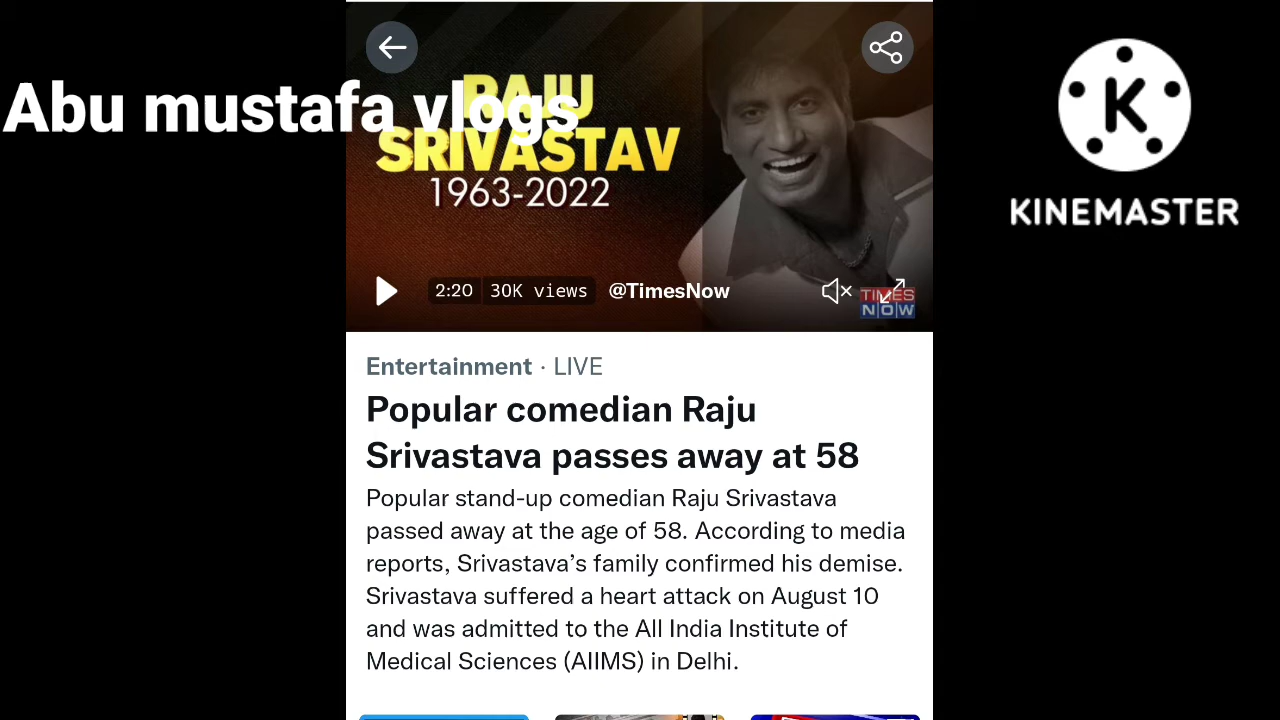 Abu mustafa vlogs
RAJU
SRIVASTAV
1963-2022
K
KINEMASTER
2:20 30K views @TimesNow
TIMES
NOW
Entertainment · LIVE
Popular comedian Raju
Srivastava passes away at 58
Popular stand-up comedian Raju Srivastava
passed away at the age of 58. According to media
reports, Srivastava’s family confirmed his demise.
Srivastava suffered a heart attack on August 10
and was admitted to the All India Institute of
Medical Sciences (AIIMS) in Delhi.